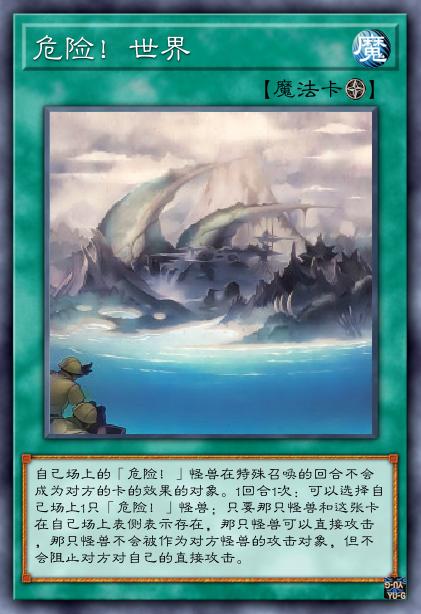 危险！世界
魔
【魔法卡】
自己场上的「危险！」怪兽在特殊召唤的回合不会
成为对方的卡的效果的对象。1回合1次：可以选择自
己场上1只「危险！」怪兽；只要那只怪兽和这张卡
在自己场上表侧表示存在，那只怪兽可以直接攻击
，那只怪兽不会被作为对方怪兽的攻击对象，但不
会阻止对方对自己的直接攻击。